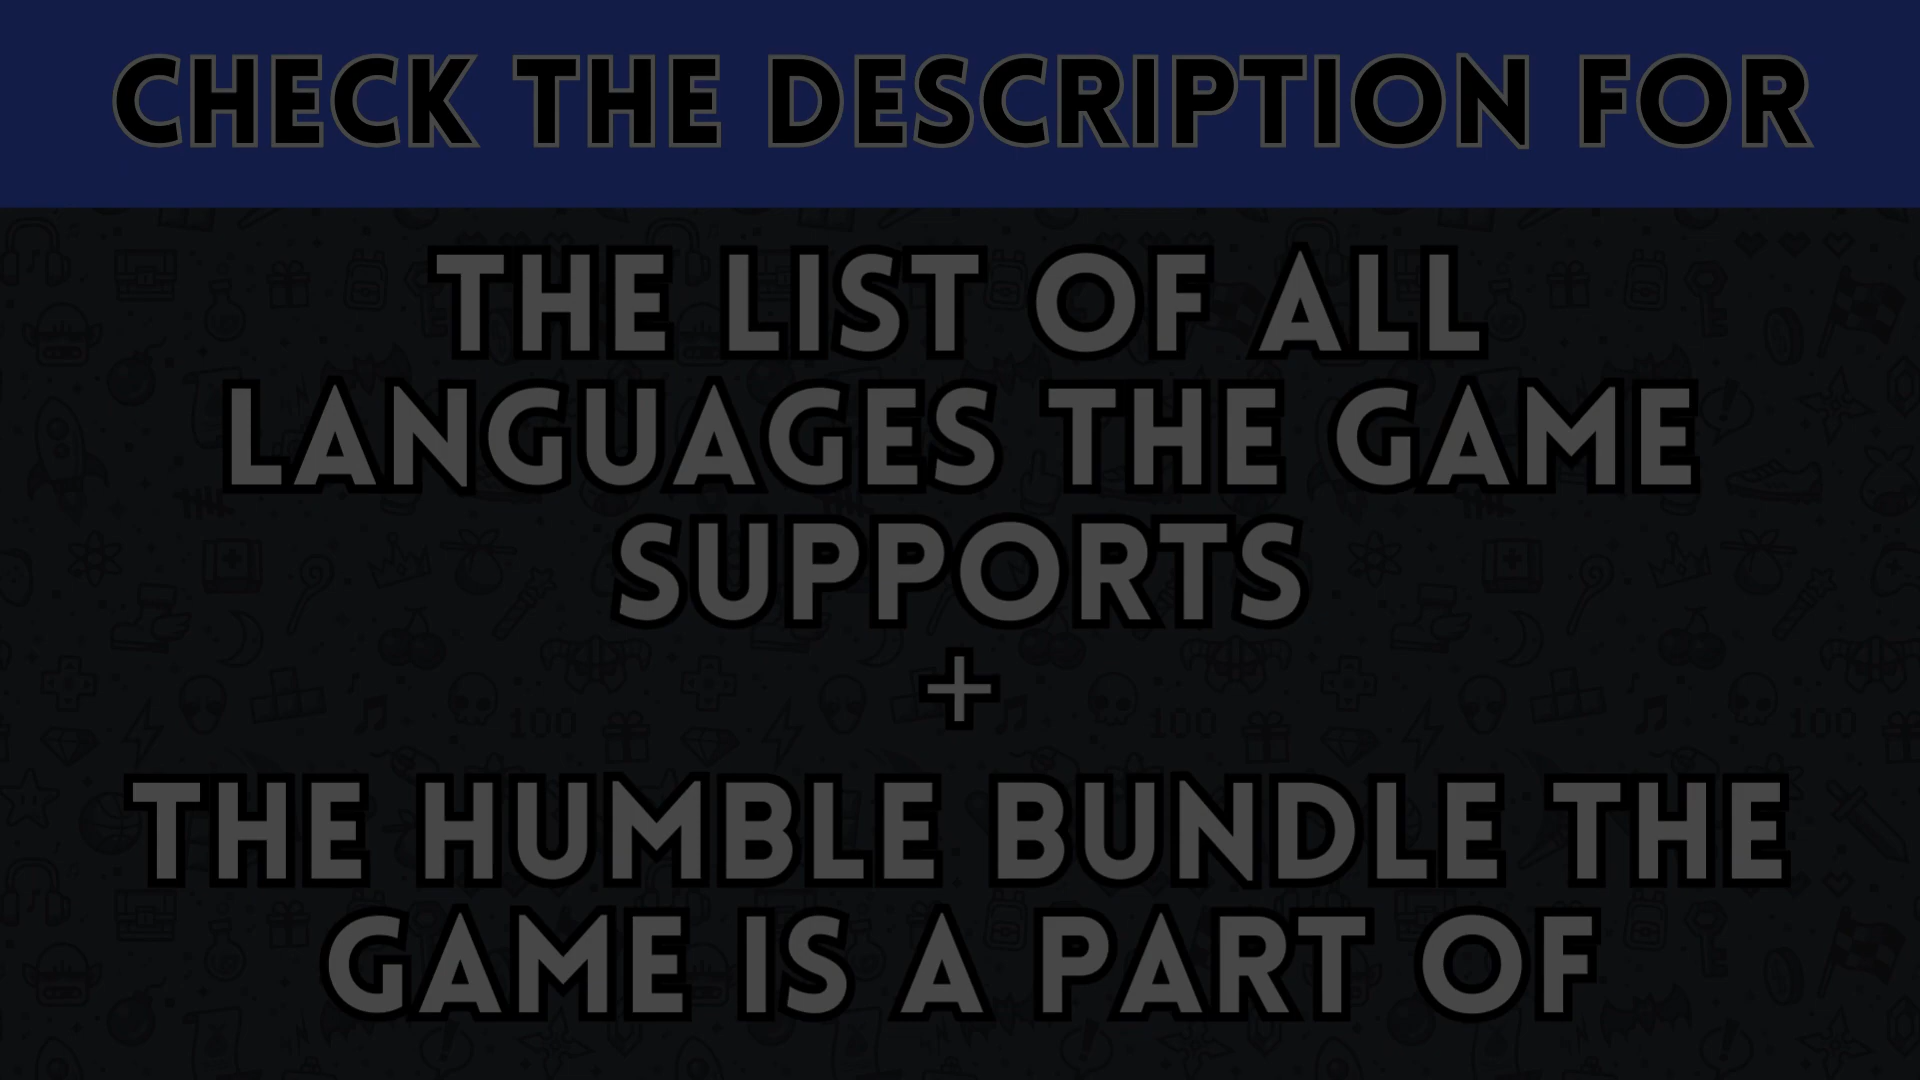 CHECK THE DESCRIPTION FOR
THE LIST OF ALL
LANGUAGES THE GAME
SUPPORTS
+
THE HUMBLE BUNDLE THE
GAME IS A PART OF